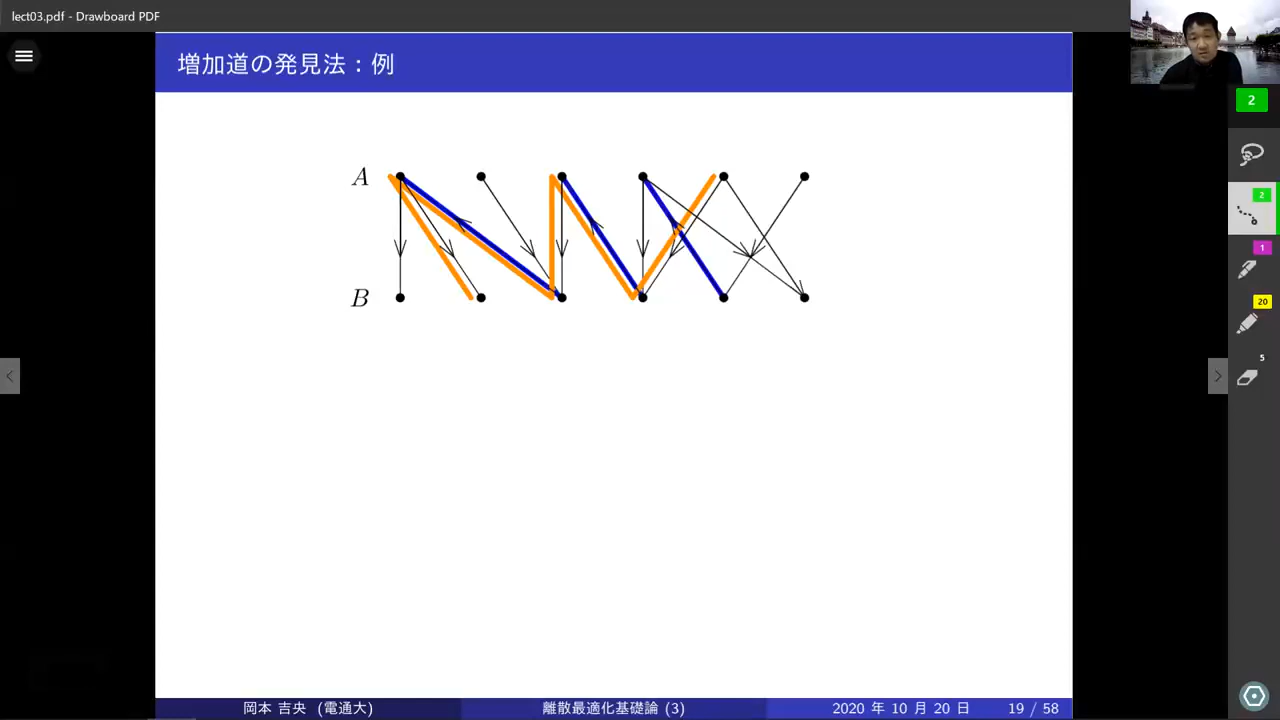 lect03.pdf - Drawboard PDF
増加道の発見法：例
2
2
1
20
5
A
B
岡本 吉央 (電通大)
離散最適化基礎論 (3)
2020 年 10 月 20 日
19 / 58